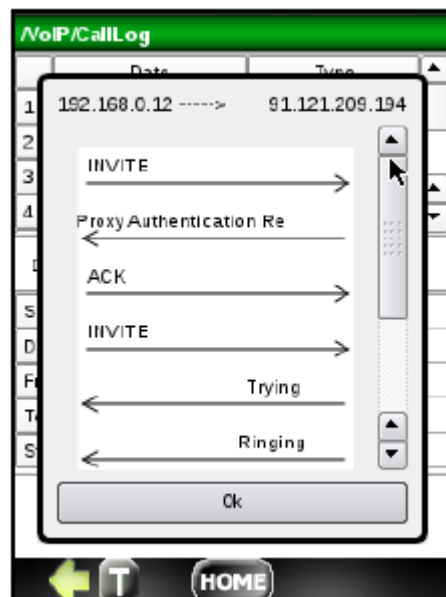 /VoIP/CallLog
Date Type
192.168.0.12 -----> 91.121.209.194
1
2
3
4
INVITE
Proxy Authentication Re
ACK
INVITE
Trying
Ringing
Ok
T HOME